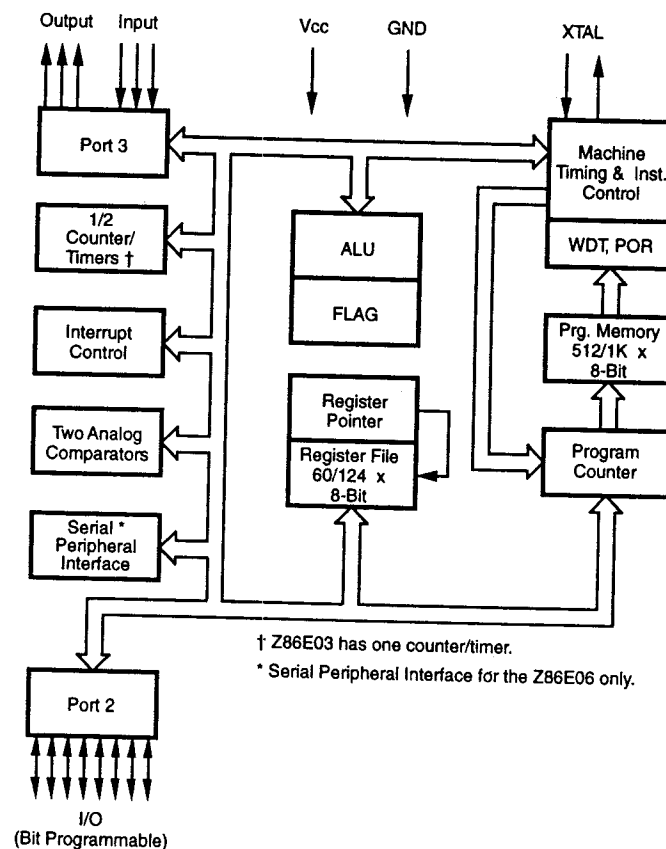 Output
Input
Vcc
GND
XTAL
Port 3
Machine
Timing & Inst.
Control
WDT, POR
1/2
Counter/
Timers †
ALU
FLAG
Interrupt
Control
Prg. Memory
512/1K x
8-Bit
Register
Pointer
Register File
60/124 x
8-Bit
Two Analog
Comparators
Program
Counter
Serial *
Peripheral
Interface
† Z86E03 has one counter/timer.
* Serial Peripheral Interface for the Z86E06 only.
Port 2
I/O
(Bit Programmable)